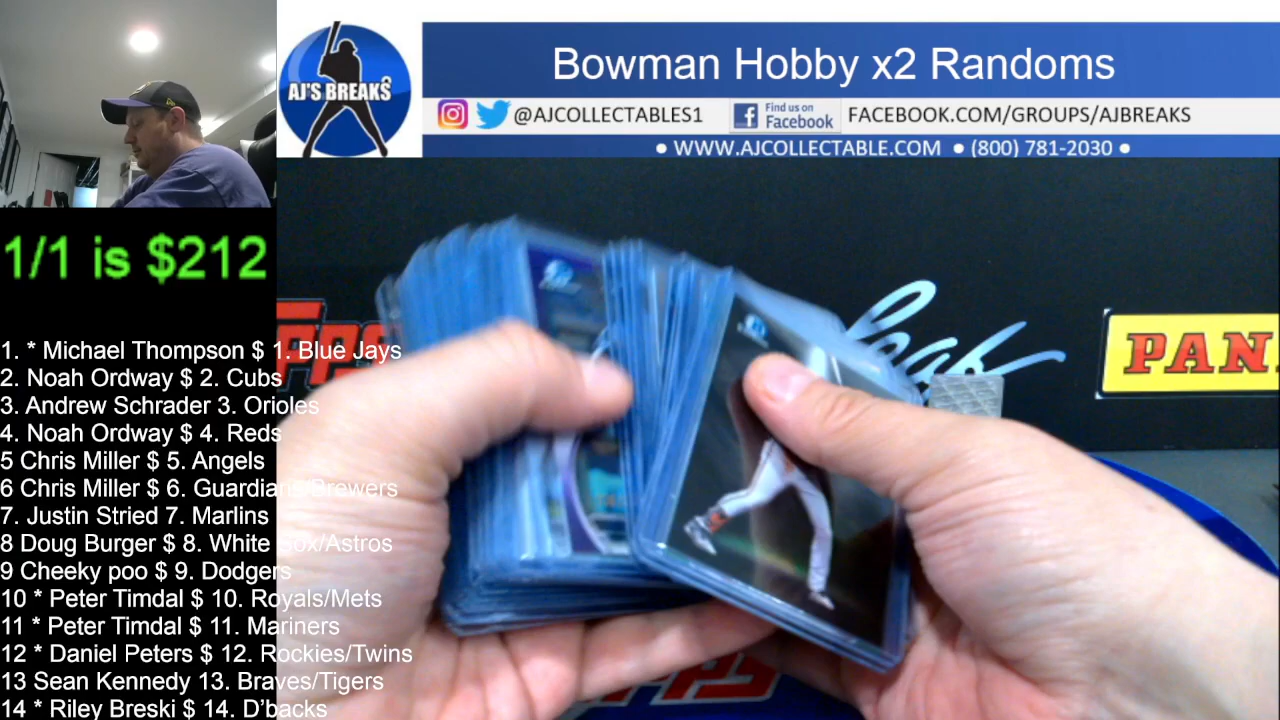 AJ'S BREAKS
Bowman Hobby x2 Randoms
@AJCOLLECTABLES1
Find us on
Facebook
FACEBOOK.COM/GROUPS/AJBREAKS
• WWW.AJCOLLECTABLE.COM • (800) 781-2030 •
1/1 is $212
1. * Michael Thompson $ 1. Blue Jays
2. Noah Ordway $ 2. Cubs
3. Andrew Schrader 3. Orioles
4. Noah Ordway $ 4. Reds
5 Chris Miller $ 5. Angels
6 Chris Miller $ 6. Guardians/Brewers
7. Justin Stried 7. Marlins
8 Doug Burger $ 8. White Sox/Astros
9 Cheeky poo $ 9. Dodgers
10 * Peter Timdal $ 10. Royals/Mets
11 * Peter Timdal $ 11. Mariners
12 * Daniel Peters $ 12. Rockies/Twins
13 Sean Kennedy 13. Braves/Tigers
14 * Riley Breski $ 14. D'backs
Leaf
PANI